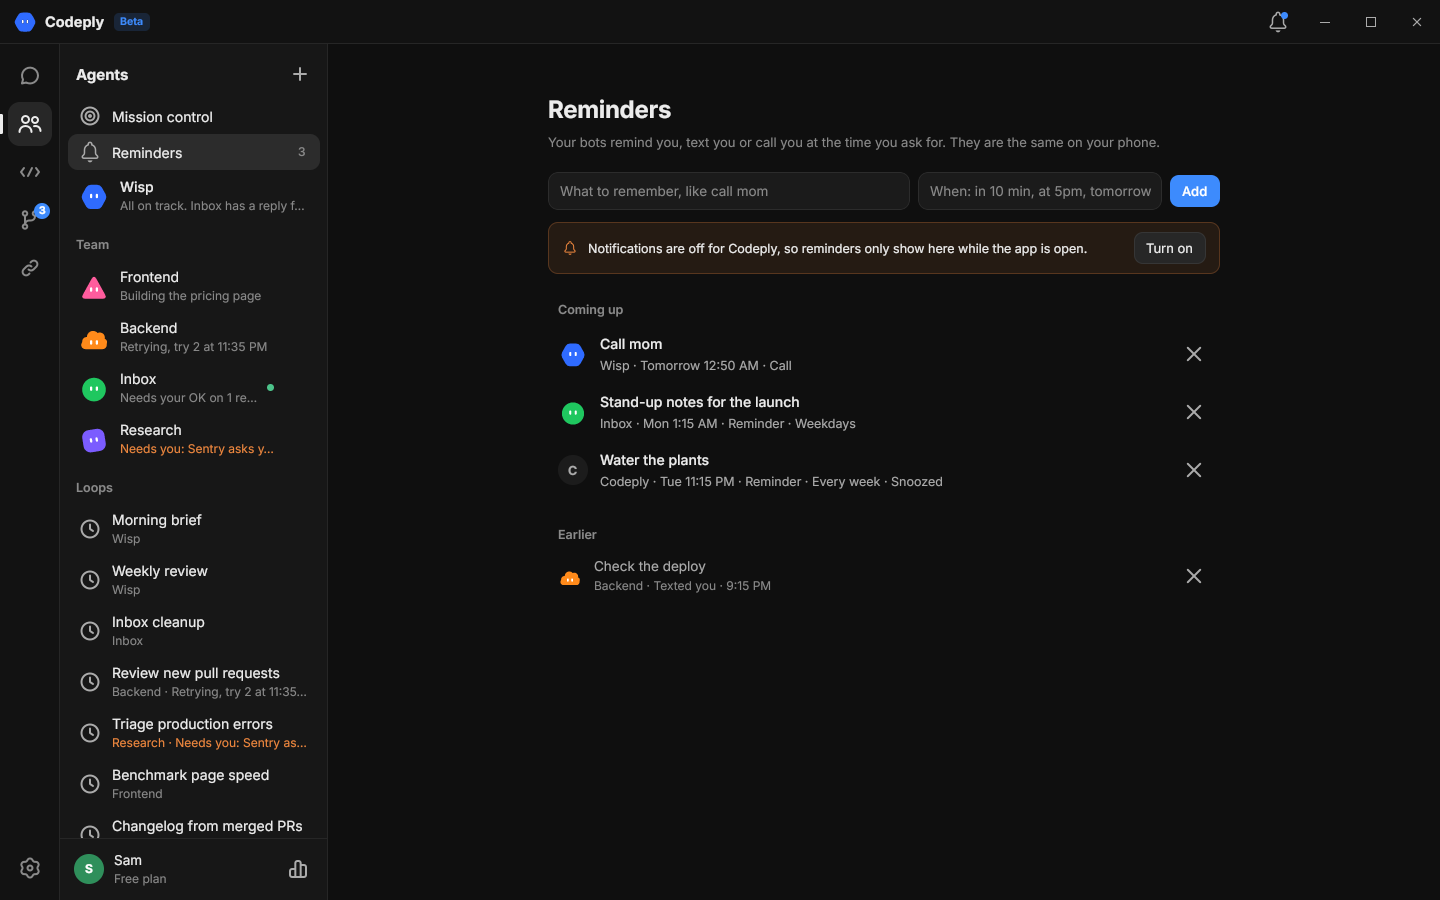 Codeply Beta
Agents
Mission control
Reminders 3
Wisp
All on track. Inbox has a reply f...
Team
Frontend
Building the pricing page
Backend
Retrying, try 2 at 11:35 PM
Inbox
Needs your OK on 1 re...
Research
Needs you: Sentry asks y...
3
Loops
Morning brief
Wisp
Weekly review
Wisp
Inbox cleanup
Inbox
Review new pull requests
Backend · Retrying, try 2 at 11:35...
Triage production errors
Research · Needs you: Sentry as...
Benchmark page speed
Frontend
Changelog from merged PRs
S
Sam
Free plan
Reminders
Your bots remind you, text you or call you at the time you ask for. They are the same on your phone.
What to remember, like call mom
When: in 10 min, at 5pm, tomorrow
Add
Notifications are off for Codeply, so reminders only show here while the app is open.
Turn on
Coming up
Call mom
Wisp · Tomorrow 12:50 AM · Call
Stand-up notes for the launch
Inbox · Mon 1:15 AM · Reminder · Weekdays
C
Water the plants
Codeply · Tue 11:15 PM · Reminder · Every week · Snoozed
Earlier
Check the deploy
Backend · Texted you · 9:15 PM